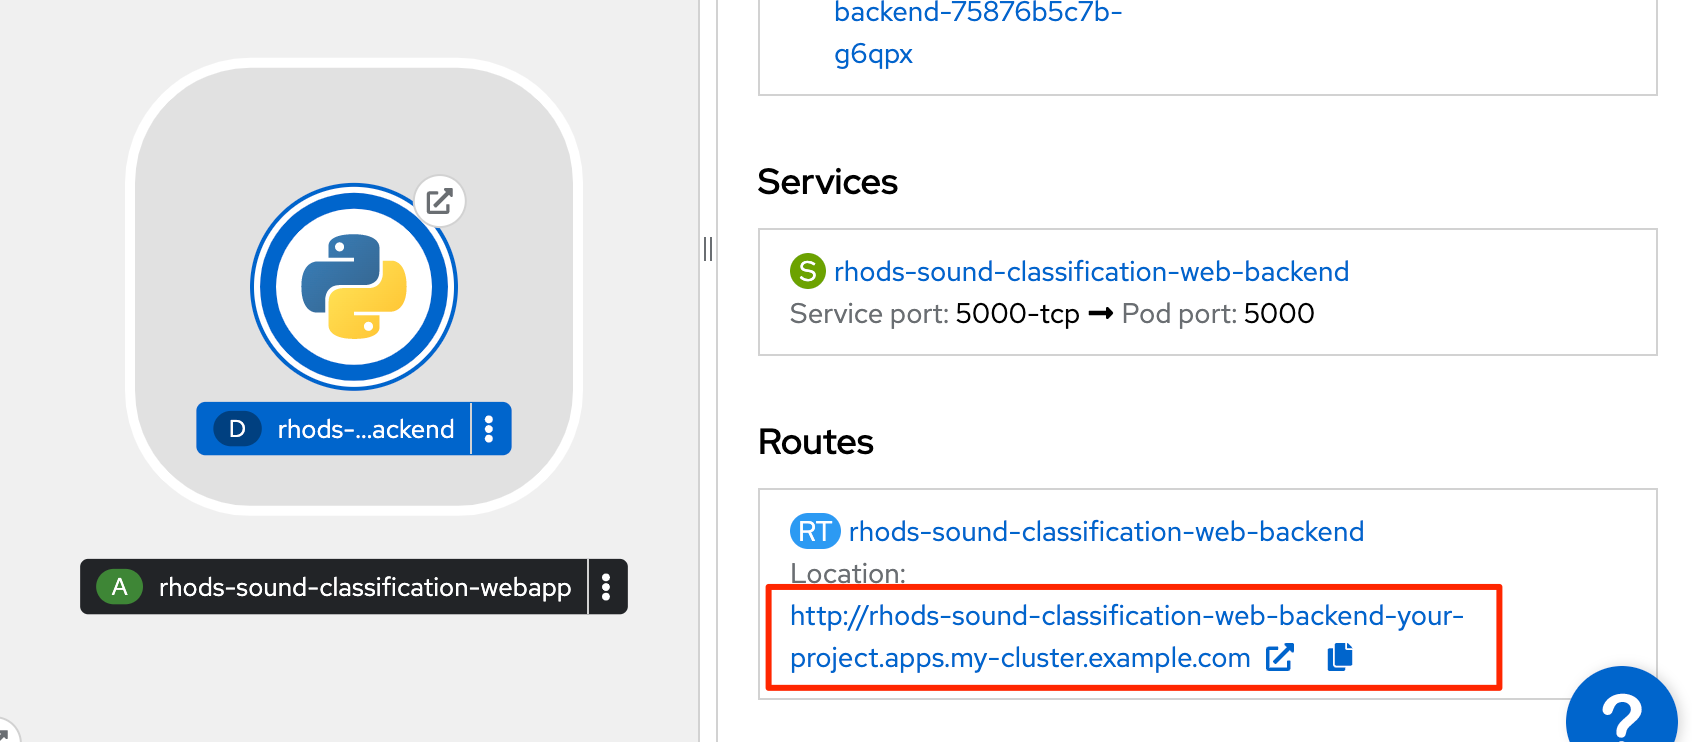 backend-75876b5c7b-
g6qpx
Services
S rhods-sound-classification-web-backend
Service port: 5000-tcp → Pod port: 5000
Routes
RT rhods-sound-classification-web-backend
Location:
http://rhods-sound-classification-web-backend-your-
project.apps.my-cluster.example.com
D rhods-...ackend
A rhods-sound-classification-webapp
?